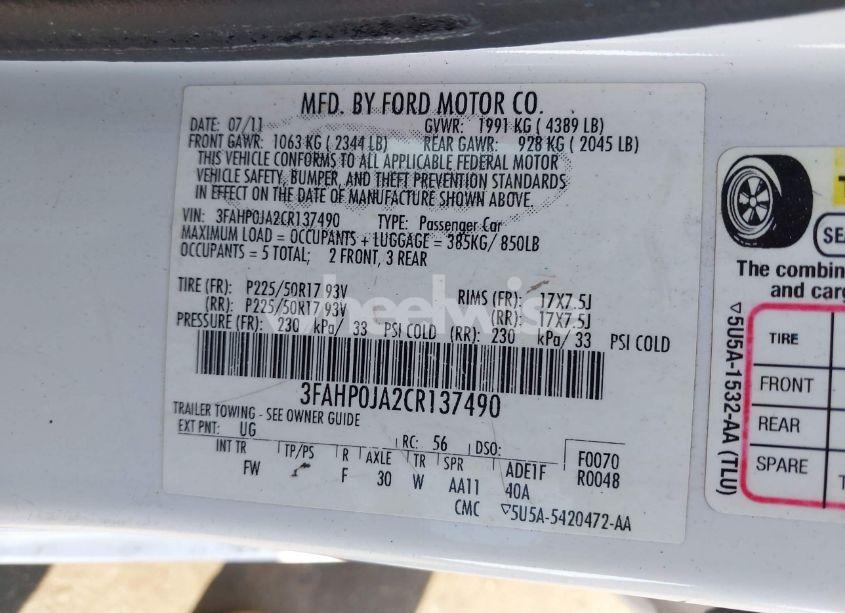 MFD. BY FORD MOTOR CO.
DATE: 07/11 GVWR: 1991 KG ( 4389 LB)
FRONT GAWR: 1063 KG ( 2344 LB) REAR GAWR: 928 KG ( 2045 LB)
THIS VEHICLE CONFORMS TO ALL APPLICABLE FEDERAL MOTOR
VEHICLE SAFETY, BUMPER, AND THEFT PREVENTION STANDARDS
IN EFFECT ON THE DATE OF MANUFACTURE SHOWN ABOVE.
VIN: 3FAHP0JA2CR137490 TYPE: Passenger Car
MAXIMUM LOAD = OCCUPANTS + LUGGAGE = 385KG/ 850LB
OCCUPANTS = 5 TOTAL; 2 FRONT, 3 REAR
TIRE (FR): P225/50R17 93V RIMS (FR): 17X7.5J
(RR): P225/50R17 93V (RR): 17X7.5J
PRESSURE (FR): 230 kPa/ 33 PSI COLD (RR): 230 kPa/ 33 PSI COLD
3FAHP0JA2CR137490
TRAILER TOWING - SEE OWNER GUIDE
EXT PNT: UG RC: 56 DSO:
INT TR TP/PS R AXLE TR SPR ADE1F F0070
FW F 30 W AA11 40A R0048
CMC ▽5U5A-5420472-AA
wheelwis
The combin
and carg
TIRE
FRONT
REAR
SPARE
▽5U5A-1532-AA (TLU)